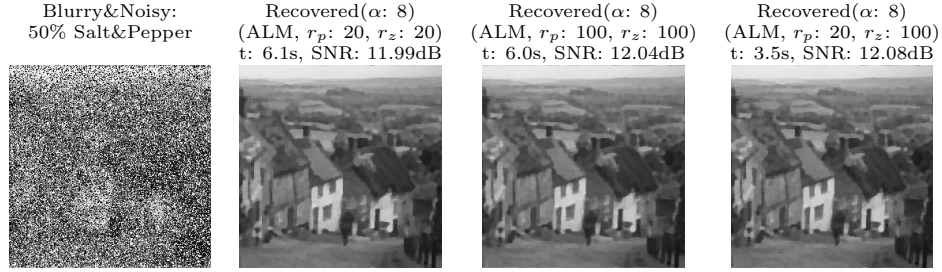 Blurry&Noisy:
50% Salt&Pepper
Recovered(α: 8)
(ALM, r_p: 20, r_z: 20)
t: 6.1s, SNR: 11.99dB
Recovered(α: 8)
(ALM, r_p: 100, r_z: 100)
t: 6.0s, SNR: 12.04dB
Recovered(α: 8)
(ALM, r_p: 20, r_z: 100)
t: 3.5s, SNR: 12.08dB